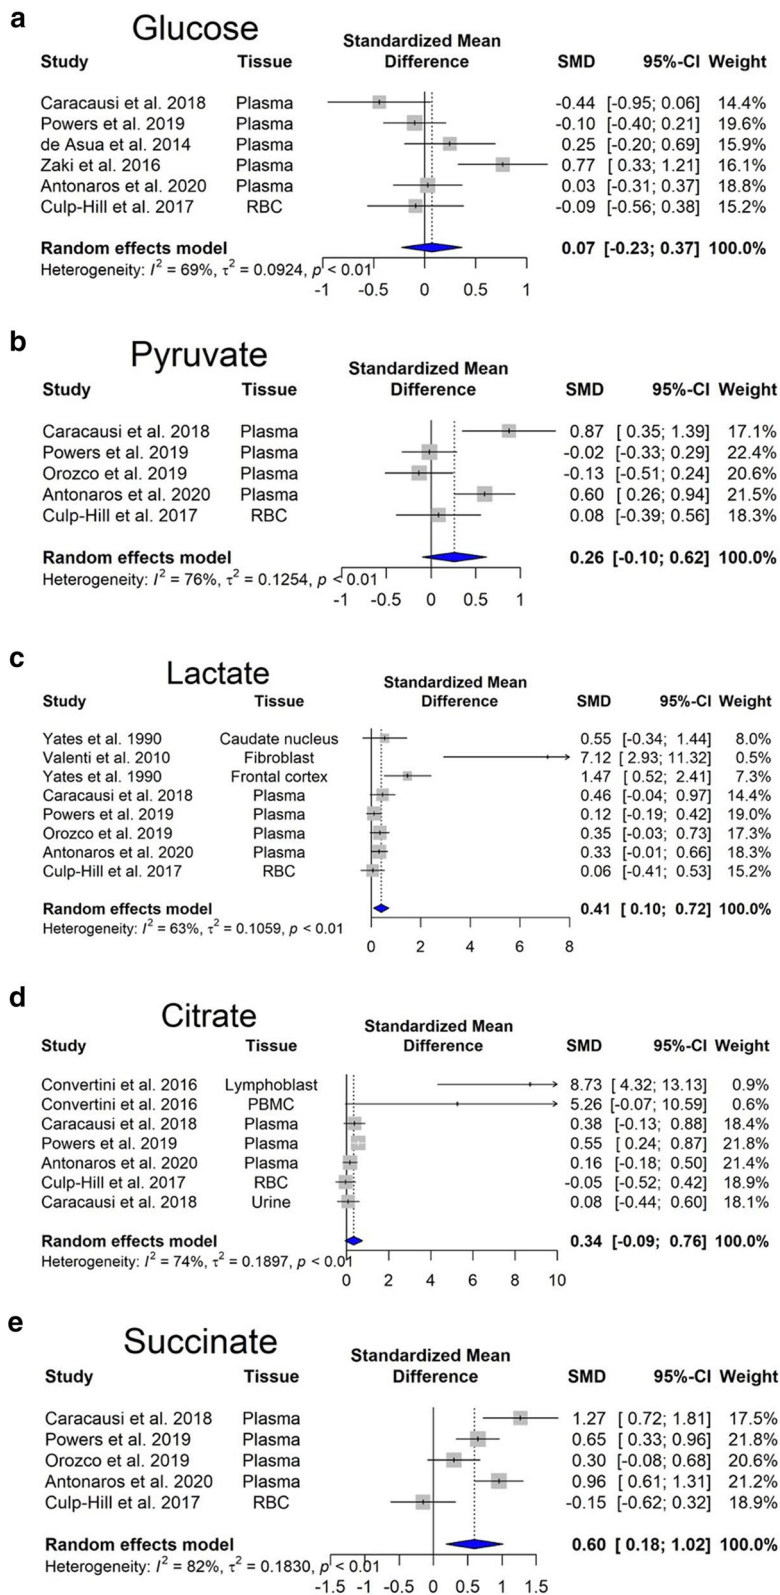 a
Glucose
Standardized Mean
Study Tissue Difference SMD 95%-CI Weight
Caracausi et al. 2018 Plasma -0.44 [-0.95; 0.06] 14.4%
Powers et al. 2019 Plasma -0.10 [-0.40; 0.21] 19.6%
de Asua et al. 2014 Plasma 0.25 [-0.20; 0.69] 15.9%
Zaki et al. 2016 Plasma 0.77 [ 0.33; 1.21] 16.1%
Antonaros et al. 2020 Plasma 0.03 [-0.31; 0.37] 18.8%
Culp-Hill et al. 2017 RBC -0.09 [-0.56; 0.38] 15.2%
Random effects model 0.07 [-0.23; 0.37] 100.0%
Heterogeneity: I² = 69%, τ² = 0.0924, p < 0.01
-1 -0.5 0 0.5 1
b
Pyruvate
Standardized Mean
Study Tissue Difference SMD 95%-CI Weight
Caracausi et al. 2018 Plasma 0.87 [ 0.35; 1.39] 17.1%
Powers et al. 2019 Plasma -0.02 [-0.33; 0.29] 22.4%
Orozco et al. 2019 Plasma -0.13 [-0.51; 0.24] 20.6%
Antonaros et al. 2020 Plasma 0.60 [ 0.26; 0.94] 21.5%
Culp-Hill et al. 2017 RBC 0.08 [-0.39; 0.56] 18.3%
Random effects model 0.26 [-0.10; 0.62] 100.0%
Heterogeneity: I² = 76%, τ² = 0.1254, p < 0.01
-1 -0.5 0 0.5 1
c
Lactate
Standardized Mean
Study Tissue Difference SMD 95%-CI Weight
Yates et al. 1990 Caudate nucleus 0.55 [-0.34; 1.44] 8.0%
Valenti et al. 2010 Fibroblast 7.12 [ 2.93; 11.32] 0.5%
Yates et al. 1990 Frontal cortex 1.47 [ 0.52; 2.41] 7.3%
Caracausi et al. 2018 Plasma 0.46 [-0.04; 0.97] 14.4%
Powers et al. 2019 Plasma 0.12 [-0.19; 0.42] 19.0%
Orozco et al. 2019 Plasma 0.35 [-0.03; 0.73] 17.3%
Antonaros et al. 2020 Plasma 0.33 [-0.01; 0.66] 18.3%
Culp-Hill et al. 2017 RBC 0.06 [-0.41; 0.53] 15.2%
Random effects model 0.41 [ 0.10; 0.72] 100.0%
Heterogeneity: I² = 63%, τ² = 0.1059, p < 0.01
0 2 4 6 8
d
Citrate
Standardized Mean
Study Tissue Difference SMD 95%-CI Weight
Convertini et al. 2016 Lymphoblast 8.73 [ 4.32; 13.13] 0.9%
Convertini et al. 2016 PBMC 5.26 [-0.07; 10.59] 0.6%
Caracausi et al. 2018 Plasma 0.38 [-0.13; 0.88] 18.4%
Powers et al. 2019 Plasma 0.55 [ 0.24; 0.87] 21.8%
Antonaros et al. 2020 Plasma 0.16 [-0.18; 0.50] 21.4%
Culp-Hill et al. 2017 RBC -0.05 [-0.52; 0.42] 18.9%
Caracausi et al. 2018 Urine 0.08 [-0.44; 0.60] 18.1%
Random effects model 0.34 [-0.09; 0.76] 100.0%
Heterogeneity: I² = 74%, τ² = 0.1897, p < 0.01
0 2 4 6 8 10
e
Succinate
Standardized Mean
Study Tissue Difference SMD 95%-CI Weight
Caracausi et al. 2018 Plasma 1.27 [ 0.72; 1.81] 17.5%
Powers et al. 2019 Plasma 0.65 [ 0.33; 0.96] 21.8%
Orozco et al. 2019 Plasma 0.30 [-0.08; 0.68] 20.6%
Antonaros et al. 2020 Plasma 0.96 [ 0.61; 1.31] 21.2%
Culp-Hill et al. 2017 RBC -0.15 [-0.62; 0.32] 18.9%
Random effects model 0.60 [ 0.18; 1.02] 100.0%
Heterogeneity: I² = 82%, τ² = 0.1830, p < 0.01
-1.5 -1 -0.5 0 0.5 1 1.5